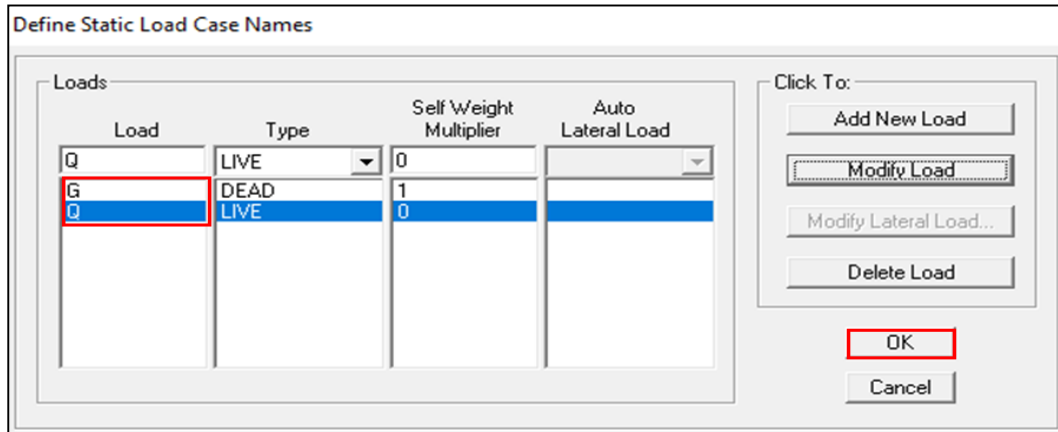 Define Static Load Case Names
Loads
Load Type Self Weight Multiplier Auto Lateral Load
Q LIVE 0
G DEAD 1
Q LIVE 0
Click To:
Add New Load
Modify Load
Modify Lateral Load...
Delete Load
OK
Cancel